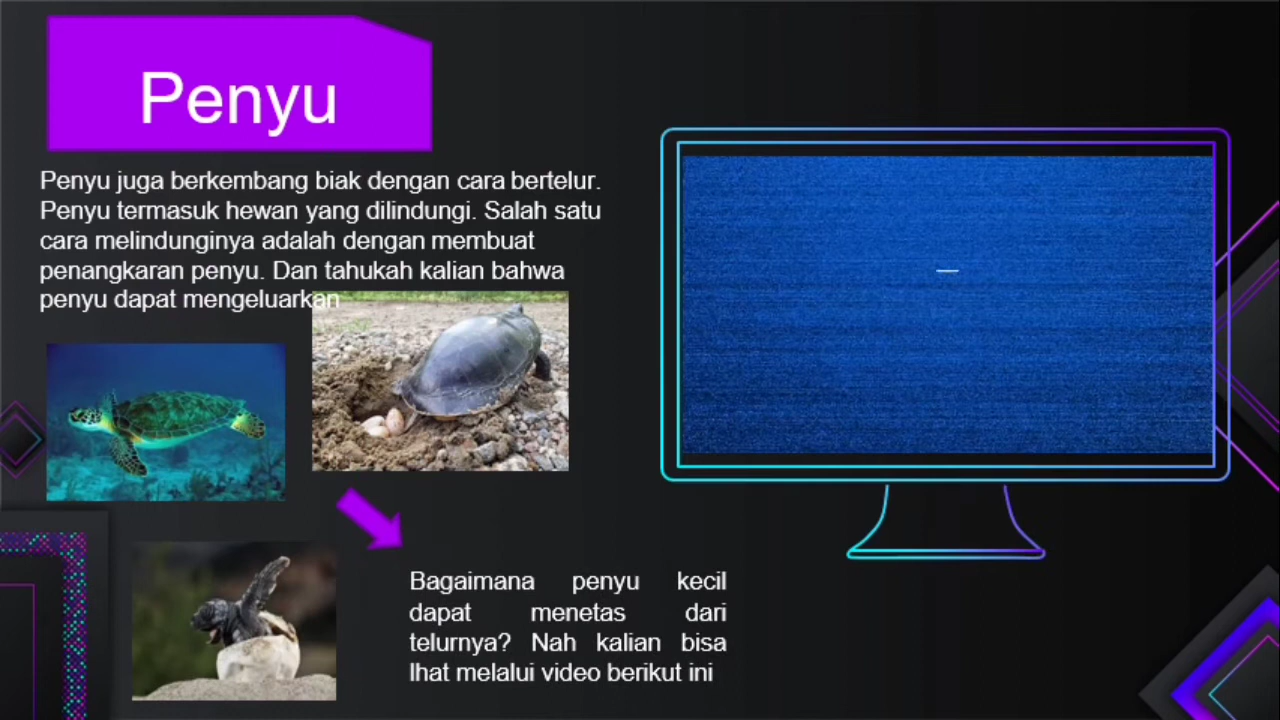 Penyu
Penyu juga berkembang biak dengan cara bertelur.
Penyu termasuk hewan yang dilindungi. Salah satu
cara melindunginya adalah dengan membuat
penangkaran penyu. Dan tahukah kalian bahwa
penyu dapat mengeluarkan
Bagaimana penyu kecil
dapat menetas dari
telurnya? Nah kalian bisa
lhat melalui video berikut ini